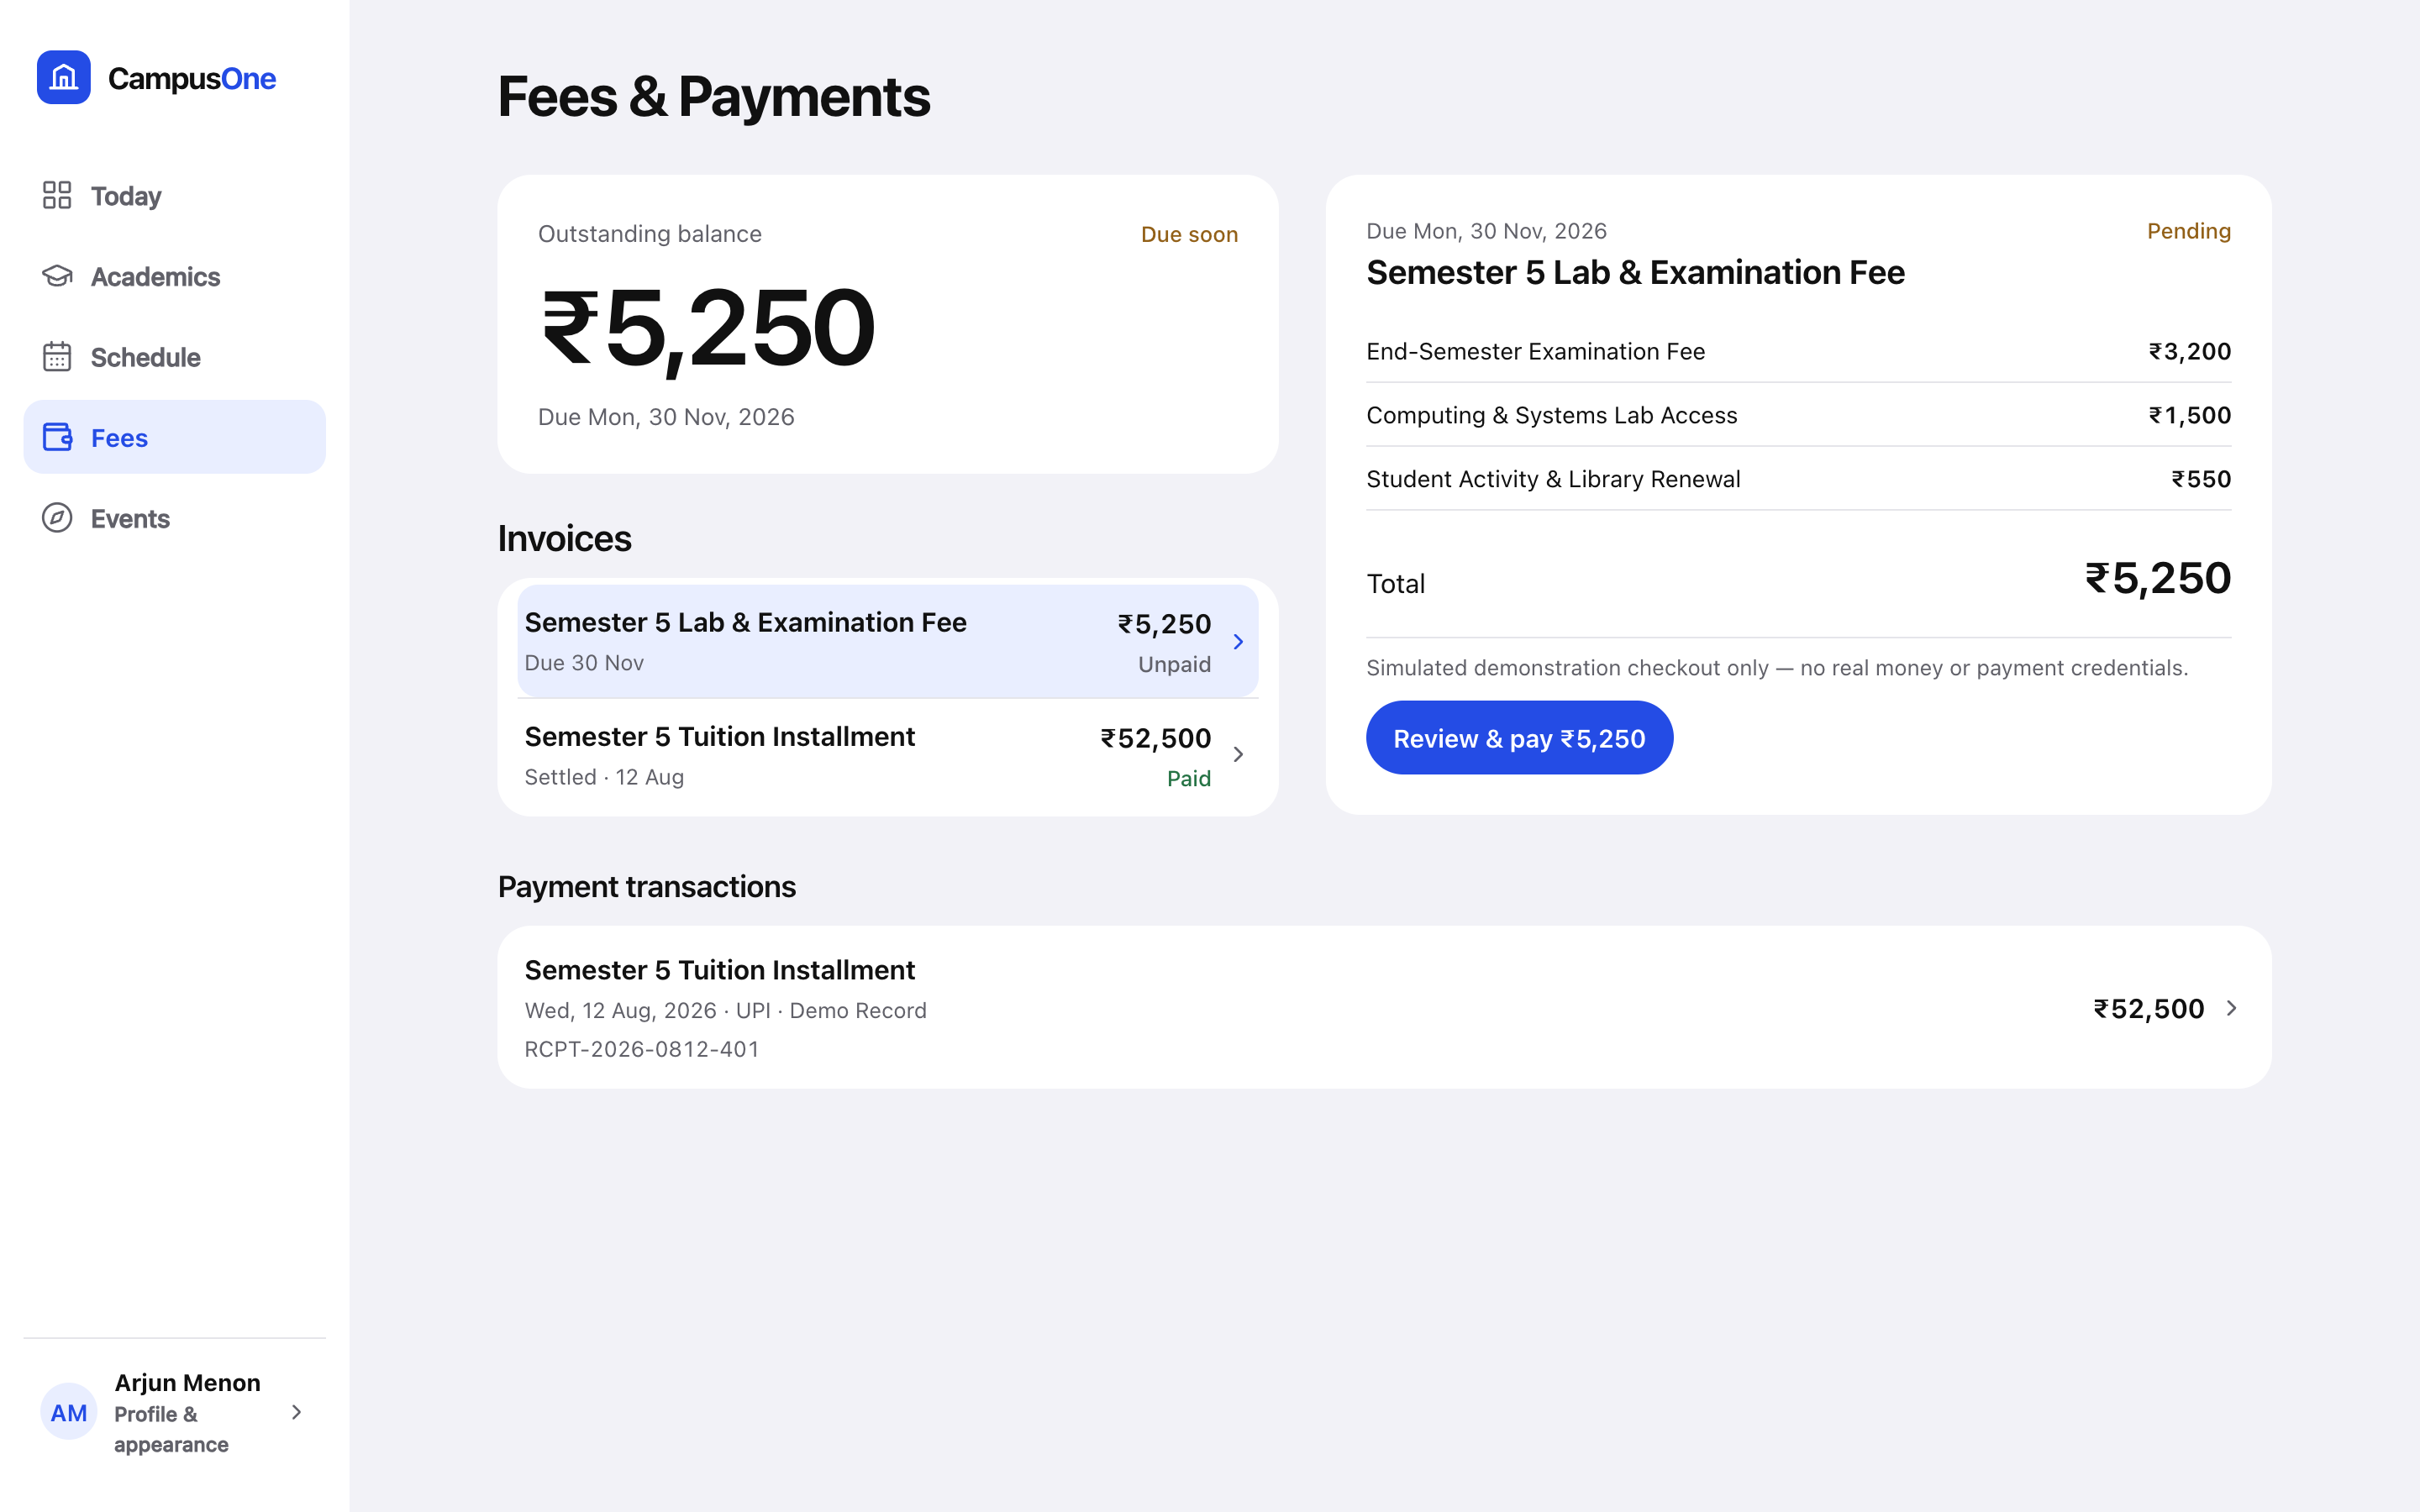 CampusOne
Today
Academics
Schedule
Fees
Events
AM
Arjun Menon
Profile &
appearance
Fees & Payments
Outstanding balance
Due soon
₹5,250
Due Mon, 30 Nov, 2026
Invoices
Semester 5 Lab & Examination Fee
₹5,250
Due 30 Nov
Unpaid
Semester 5 Tuition Installment
₹52,500
Settled · 12 Aug
Paid
Due Mon, 30 Nov, 2026
Pending
Semester 5 Lab & Examination Fee
End-Semester Examination Fee
₹3,200
Computing & Systems Lab Access
₹1,500
Student Activity & Library Renewal
₹550
Total
₹5,250
Simulated demonstration checkout only — no real money or payment credentials.
Review & pay ₹5,250
Payment transactions
Semester 5 Tuition Installment
Wed, 12 Aug, 2026 · UPI · Demo Record
RCPT-2026-0812-401
₹52,500